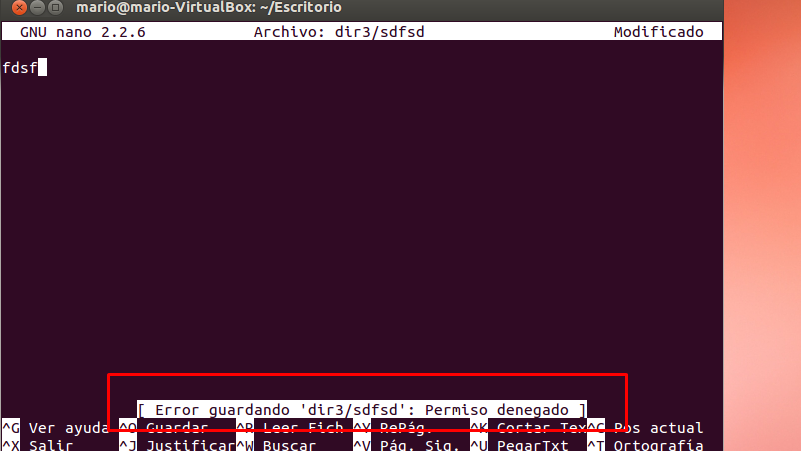 mario@mario-VirtualBox: ~/Escritorio
GNU nano 2.2.6 Archivo: dir3/sdfsd Modificado
fdsf
[ Error guardando 'dir3/sdfsd': Permiso denegado ]
^G Ver ayuda ^O Guardar ^R Leer Fich ^Y RePág. ^K Cortar Tex ^C Pos actual
^X Salir ^J Justificar ^W Buscar ^V Pág. Sig. ^U PegarTxt ^T Ortografía